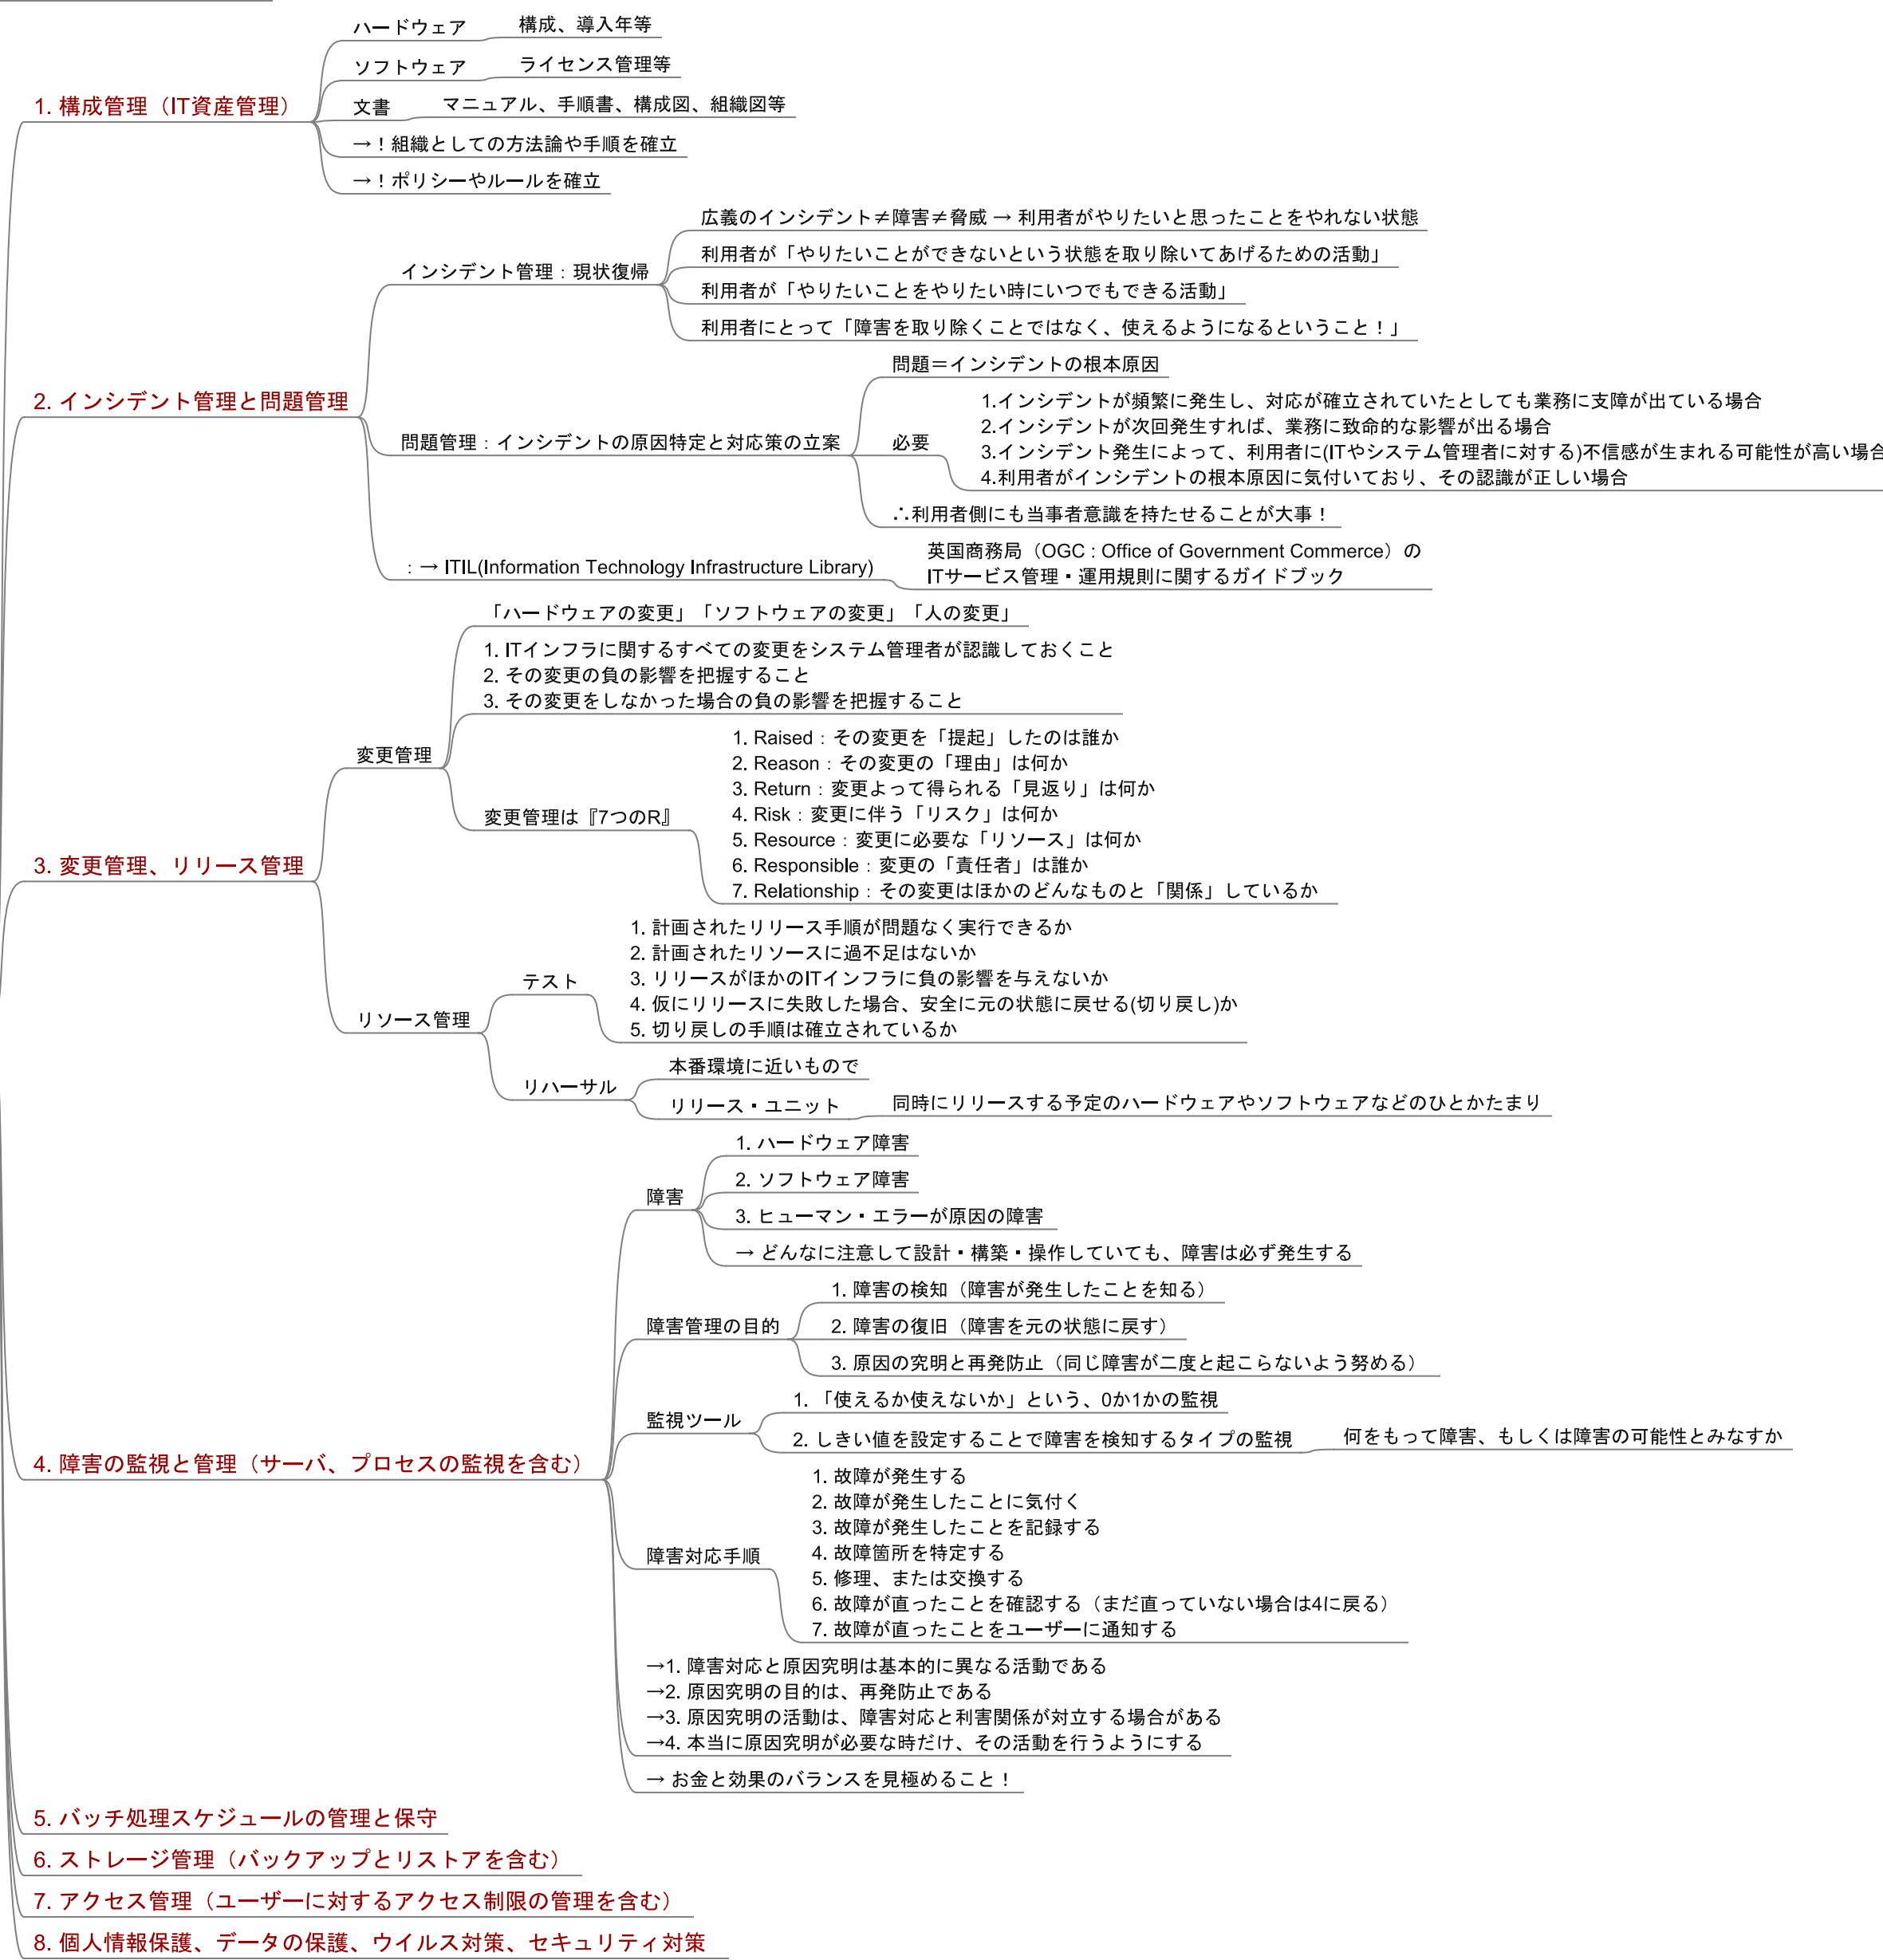 1. 構成管理（IT資産管理）
ハードウェア
構成、導入年等
ソフトウェア
ライセンス管理等
文書
マニュアル、手順書、構成図、組織図等
→！組織としての方法論や手順を確立
→！ポリシーやルールを確立
2. インシデント管理と問題管理
インシデント管理：現状復帰
広義のインシデント≠障害≠脅威 → 利用者がやりたいと思ったことをやれない状態
利用者が「やりたいことができないという状態を取り除いてあげるための活動」
利用者が「やりたいことをやりたい時にいつでもできる活動」
利用者にとって「障害を取り除くことではなく、使えるようになるということ！」
問題管理：インシデントの原因特定と対応策の立案
問題＝インシデントの根本原因
必要
1.インシデントが頻繁に発生し、対応が確立されていたとしても業務に支障が出ている場合
2.インシデントが次回発生すれば、業務に致命的な影響が出る場合
3.インシデント発生によって、利用者に(ITやシステム管理者に対する)不信感が生まれる可能性が高い場合
4.利用者がインシデントの根本原因に気付いており、その認識が正しい場合
∴利用者側にも当事者意識を持たせることが大事！
：→ ITIL(Information Technology Infrastructure Library)
英国商務局（OGC : Office of Government Commerce）の
ITサービス管理・運用規則に関するガイドブック
3. 変更管理、リリース管理
変更管理
「ハードウェアの変更」「ソフトウェアの変更」「人の変更」
1. ITインフラに関するすべての変更をシステム管理者が認識しておくこと
2. その変更の負の影響を把握すること
3. その変更をしなかった場合の負の影響を把握すること
変更管理は『7つのR』
1. Raised：その変更を「提起」したのは誰か
2. Reason：その変更の「理由」は何か
3. Return：変更よって得られる「見返り」は何か
4. Risk：変更に伴う「リスク」は何か
5. Resource：変更に必要な「リソース」は何か
6. Responsible：変更の「責任者」は誰か
7. Relationship：その変更はほかのどんなものと「関係」しているか
リソース管理
テスト
1. 計画されたリリース手順が問題なく実行できるか
2. 計画されたリソースに過不足はないか
3. リリースがほかのITインフラに負の影響を与えないか
4. 仮にリリースに失敗した場合、安全に元の状態に戻せる(切り戻し)か
5. 切り戻しの手順は確立されているか
リハーサル
本番環境に近いもので
リリース・ユニット
同時にリリースする予定のハードウェアやソフトウェアなどのひとかたまり
4. 障害の監視と管理（サーバ、プロセスの監視を含む）
障害
1. ハードウェア障害
2. ソフトウェア障害
3. ヒューマン・エラーが原因の障害
→ どんなに注意して設計・構築・操作していても、障害は必ず発生する
障害管理の目的
1. 障害の検知（障害が発生したことを知る）
2. 障害の復旧（障害を元の状態に戻す）
3. 原因の究明と再発防止（同じ障害が二度と起こらないよう努める）
監視ツール
1. 「使えるか使えないか」という、0か1かの監視
2. しきい値を設定することで障害を検知するタイプの監視
何をもって障害、もしくは障害の可能性とみなすか
障害対応手順
1. 故障が発生する
2. 故障が発生したことに気付く
3. 故障が発生したことを記録する
4. 故障箇所を特定する
5. 修理、または交換する
6. 故障が直ったことを確認する（まだ直っていない場合は4に戻る）
7. 故障が直ったことをユーザーに通知する
→1. 障害対応と原因究明は基本的に異なる活動である
→2. 原因究明の目的は、再発防止である
→3. 原因究明の活動は、障害対応と利害関係が対立する場合がある
→4. 本当に原因究明が必要な時だけ、その活動を行うようにする
→ お金と効果のバランスを見極めること！
5. バッチ処理スケジュールの管理と保守
6. ストレージ管理（バックアップとリストアを含む）
7. アクセス管理（ユーザーに対するアクセス制限の管理を含む）
8. 個人情報保護、データの保護、ウイルス対策、セキュリティ対策